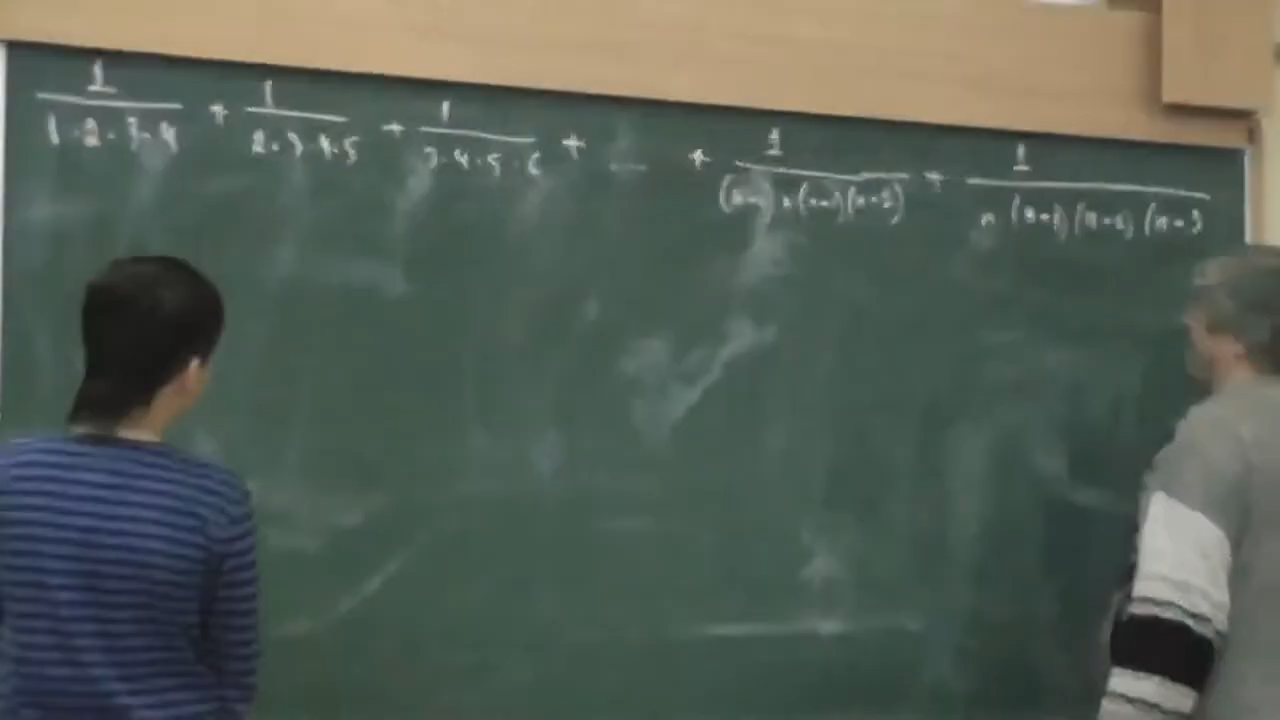 1/(1·2·3·4) + 1/(2·3·4·5) + 1/(3·4·5·6) + ... + 1/((n-1)n(n+1)(n+2)) + 1/(n(n+1)(n+2)(n+3))